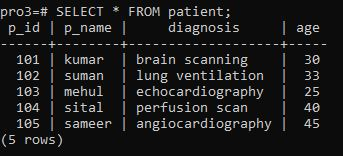 pro3=# SELECT * FROM patient;
 p_id | p_name |    diagnosis     | age
------+--------+------------------+-----
  101 | kumar  | brain scanning   |  30
  102 | suman  | lung ventilation |  33
  103 | mehul  | echocardiography |  25
  104 | sital  | perfusion scan   |  40
  105 | sameer | angiocardiography |  45
(5 rows)